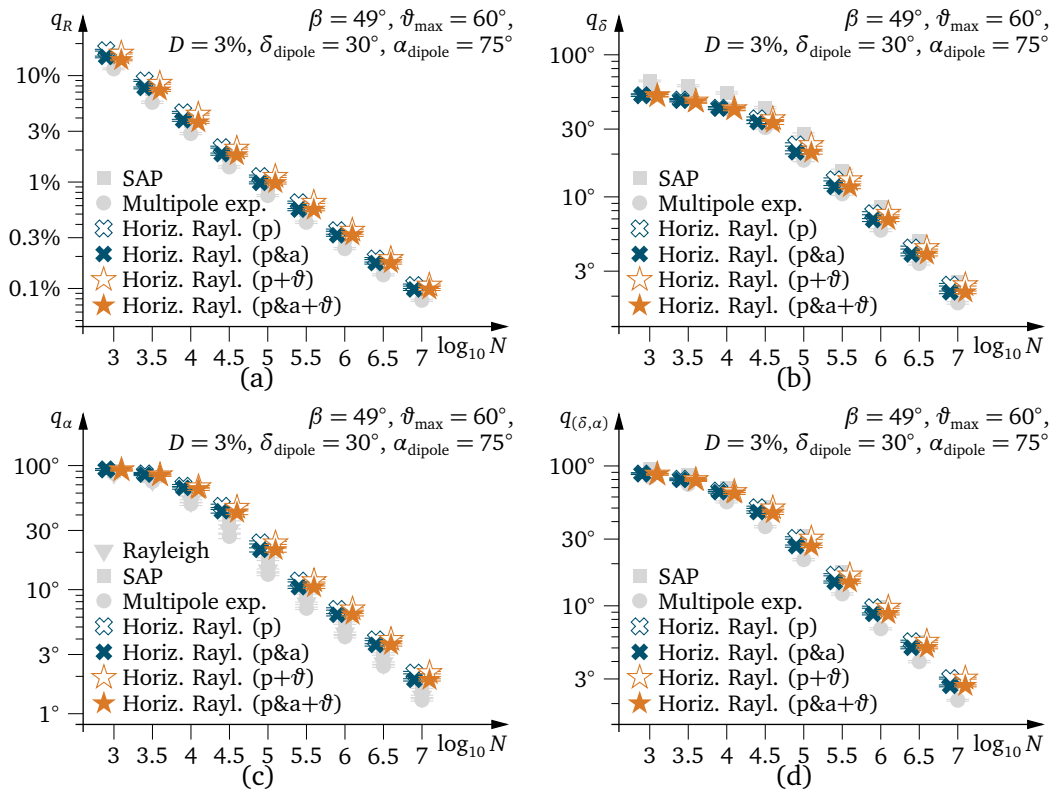 q_R
β = 49°, ϑ_max = 60°,
D = 3%, δ_dipole = 30°, α_dipole = 75°
10%
3%
1%
0.3%
0.1%
SAP
Multipole exp.
Horiz. Rayl. (p)
Horiz. Rayl. (p&a)
Horiz. Rayl. (p+ϑ)
Horiz. Rayl. (p&a+ϑ)
3 3.5 4 4.5 5 5.5 6 6.5 7
log₁₀ N
(a)
q_δ
β = 49°, ϑ_max = 60°,
D = 3%, δ_dipole = 30°, α_dipole = 75°
100°
30°
10°
3°
SAP
Multipole exp.
Horiz. Rayl. (p)
Horiz. Rayl. (p&a)
Horiz. Rayl. (p+ϑ)
Horiz. Rayl. (p&a+ϑ)
3 3.5 4 4.5 5 5.5 6 6.5 7
log₁₀ N
(b)
q_α
β = 49°, ϑ_max = 60°,
D = 3%, δ_dipole = 30°, α_dipole = 75°
100°
30°
10°
3°
1°
Rayleigh
SAP
Multipole exp.
Horiz. Rayl. (p)
Horiz. Rayl. (p&a)
Horiz. Rayl. (p+ϑ)
Horiz. Rayl. (p&a+ϑ)
3 3.5 4 4.5 5 5.5 6 6.5 7
log₁₀ N
(c)
q_(δ,α)
β = 49°, ϑ_max = 60°,
D = 3%, δ_dipole = 30°, α_dipole = 75°
100°
30°
10°
3°
SAP
Multipole exp.
Horiz. Rayl. (p)
Horiz. Rayl. (p&a)
Horiz. Rayl. (p+ϑ)
Horiz. Rayl. (p&a+ϑ)
3 3.5 4 4.5 5 5.5 6 6.5 7
log₁₀ N
(d)